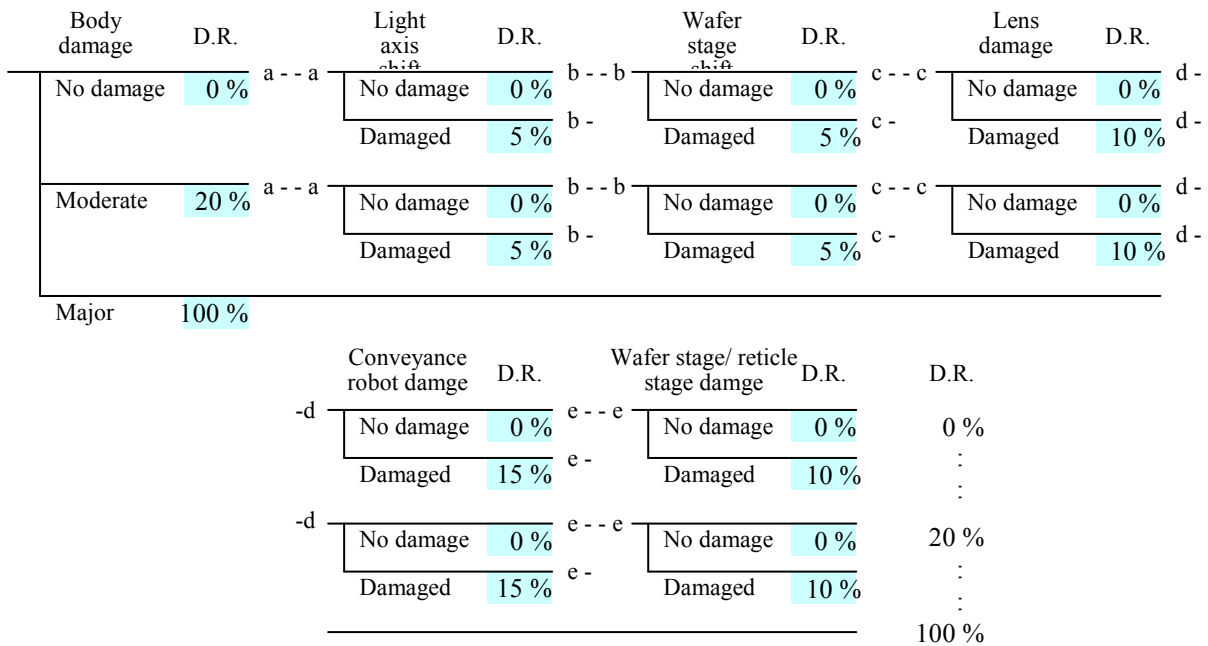 Body damage D.R. Light axis shift D.R. Wafer stage shift D.R. Lens damage D.R.
No damage 0 % a - - a No damage 0 % b - - b No damage 0 % c - - c No damage 0 % d -
Damaged 5 % b - Damaged 5 % c - Damaged 10 % d -
Moderate 20 % a - - a No damage 0 % b - - b No damage 0 % c - - c No damage 0 % d -
Damaged 5 % b - Damaged 5 % c - Damaged 10 % d -
Major 100 %
Conveyance robot damge D.R. Wafer stage/ reticle stage damge D.R. D.R.
-d No damage 0 % e - - e No damage 0 % 0 %
Damaged 15 % e - Damaged 10 %
-d No damage 0 % e - - e No damage 0 % 20 %
Damaged 15 % e - Damaged 10 %
100 %